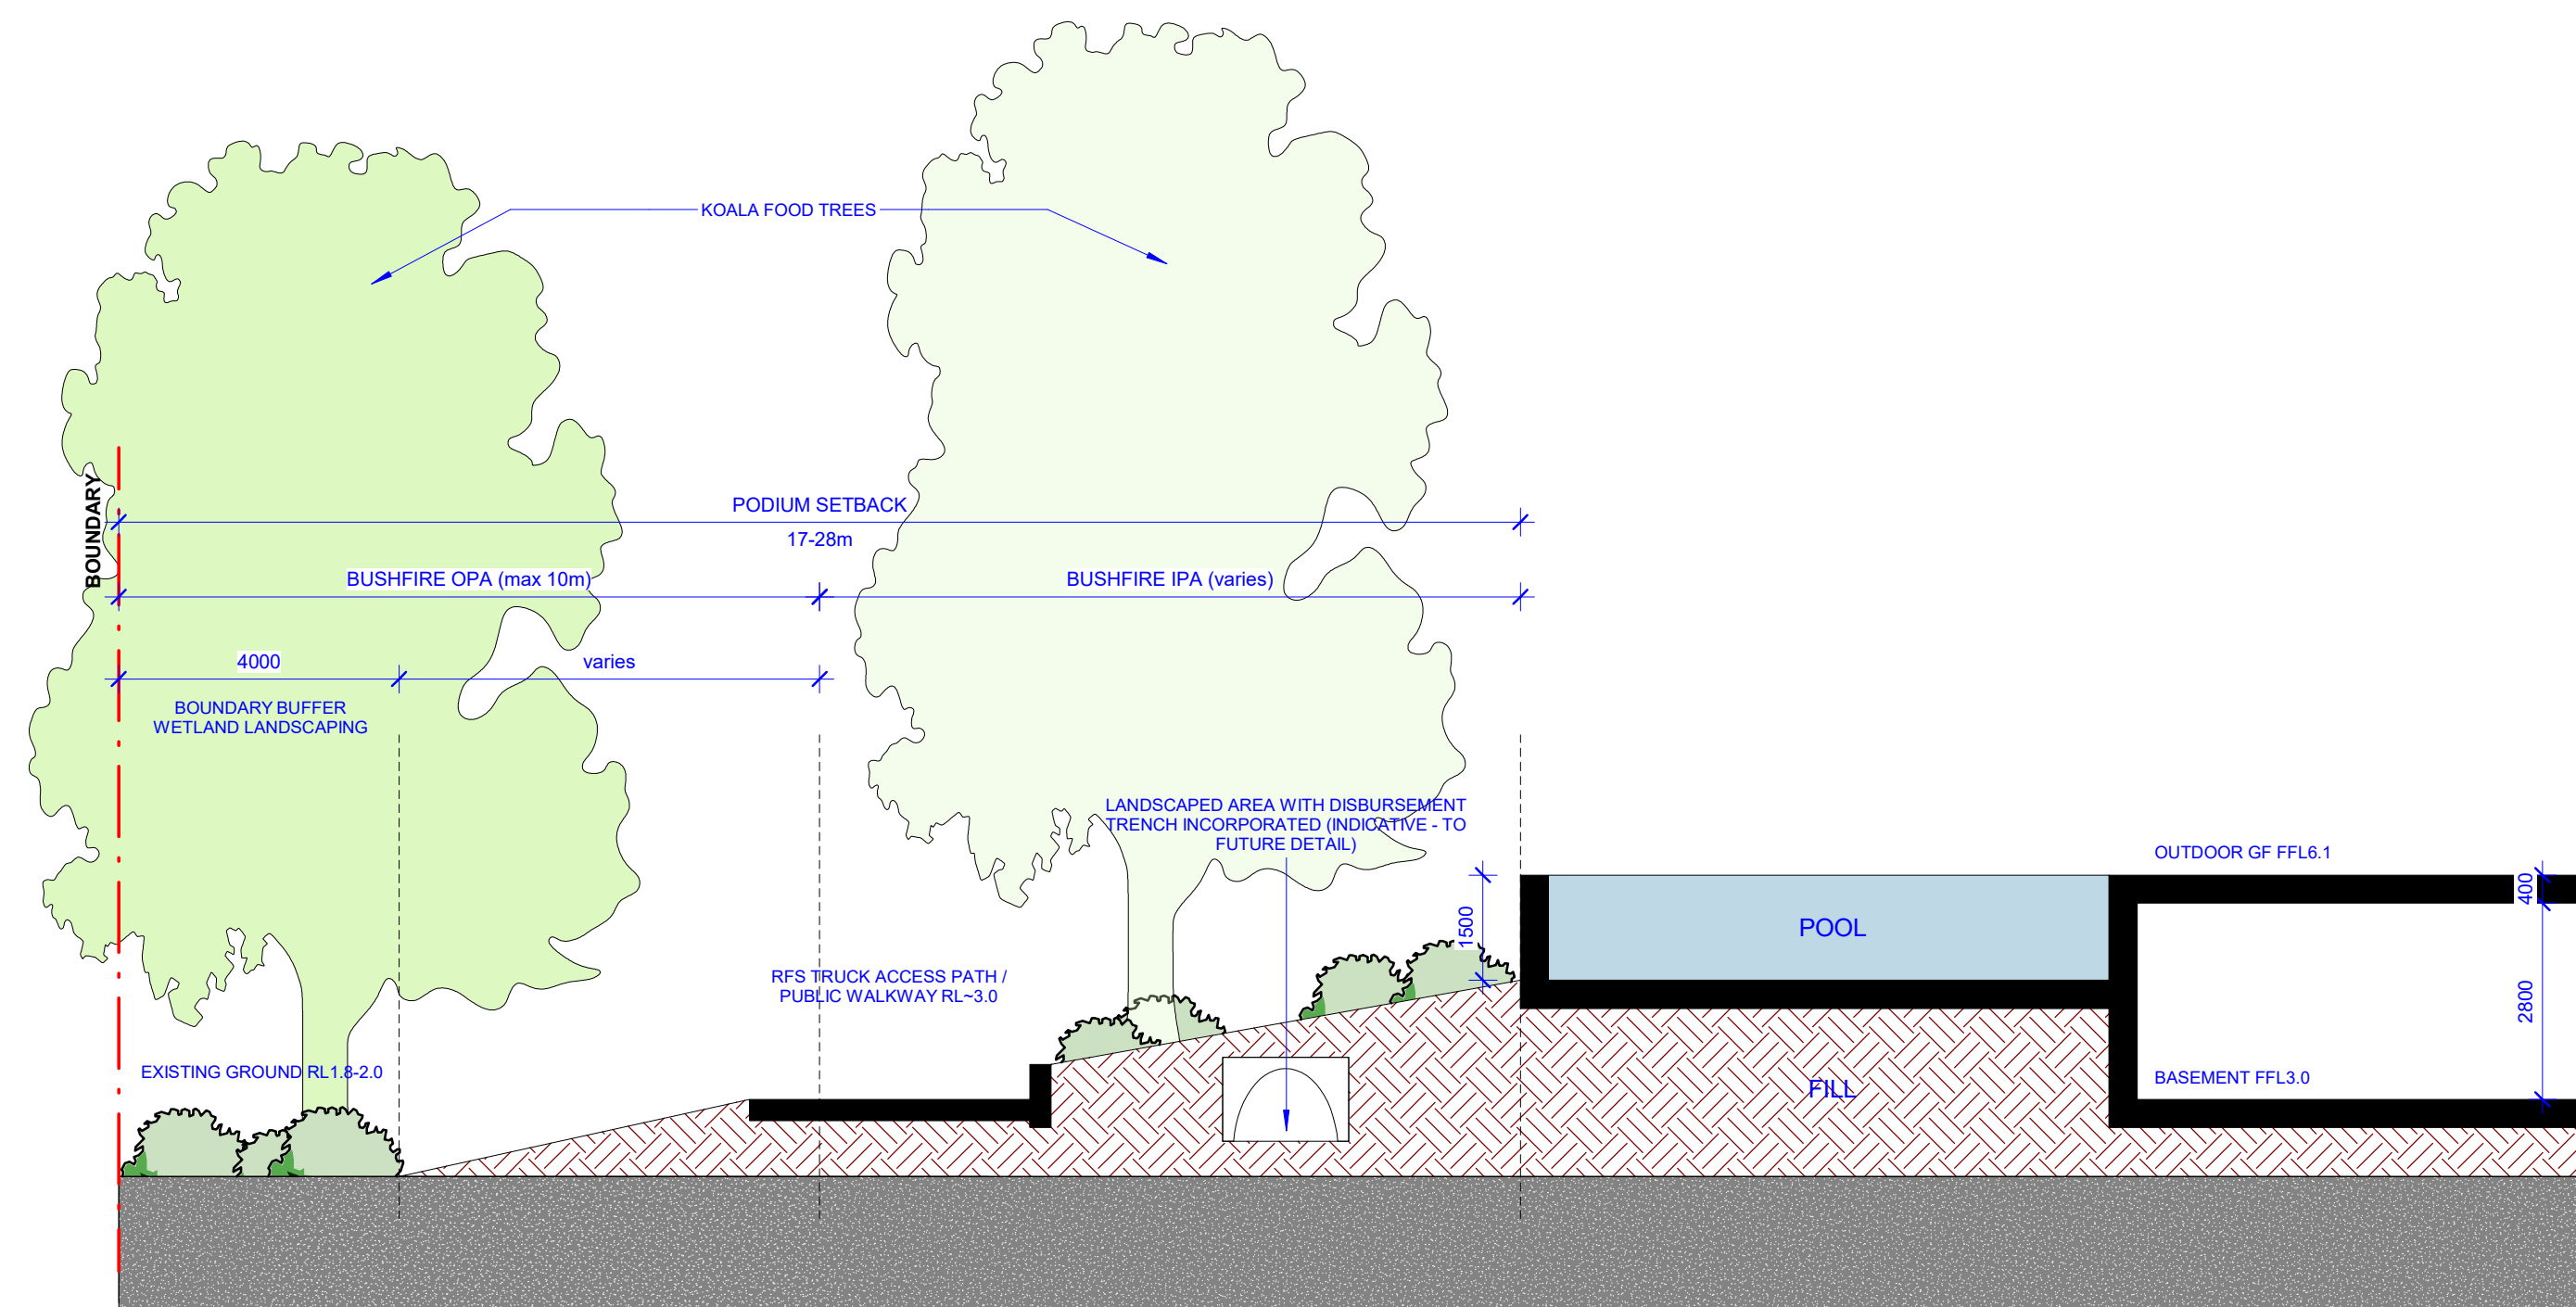 KOALA FOOD TREES
BOUNDARY
PODIUM SETBACK
17-28m
BUSHFIRE OPA (max 10m)
BUSHFIRE IPA (varies)
4000
varies
BOUNDARY BUFFER
WETLAND LANDSCAPING
LANDSCAPED AREA WITH DISBURSEMENT
TRENCH INCORPORATED (INDICATIVE - TO
FUTURE DETAIL)
OUTDOOR GF FFL6.1
400
1500
POOL
RFS TRUCK ACCESS PATH /
PUBLIC WALKWAY RL~3.0
2800
EXISTING GROUND RL1.8-2.0
BASEMENT FFL3.0
FILL